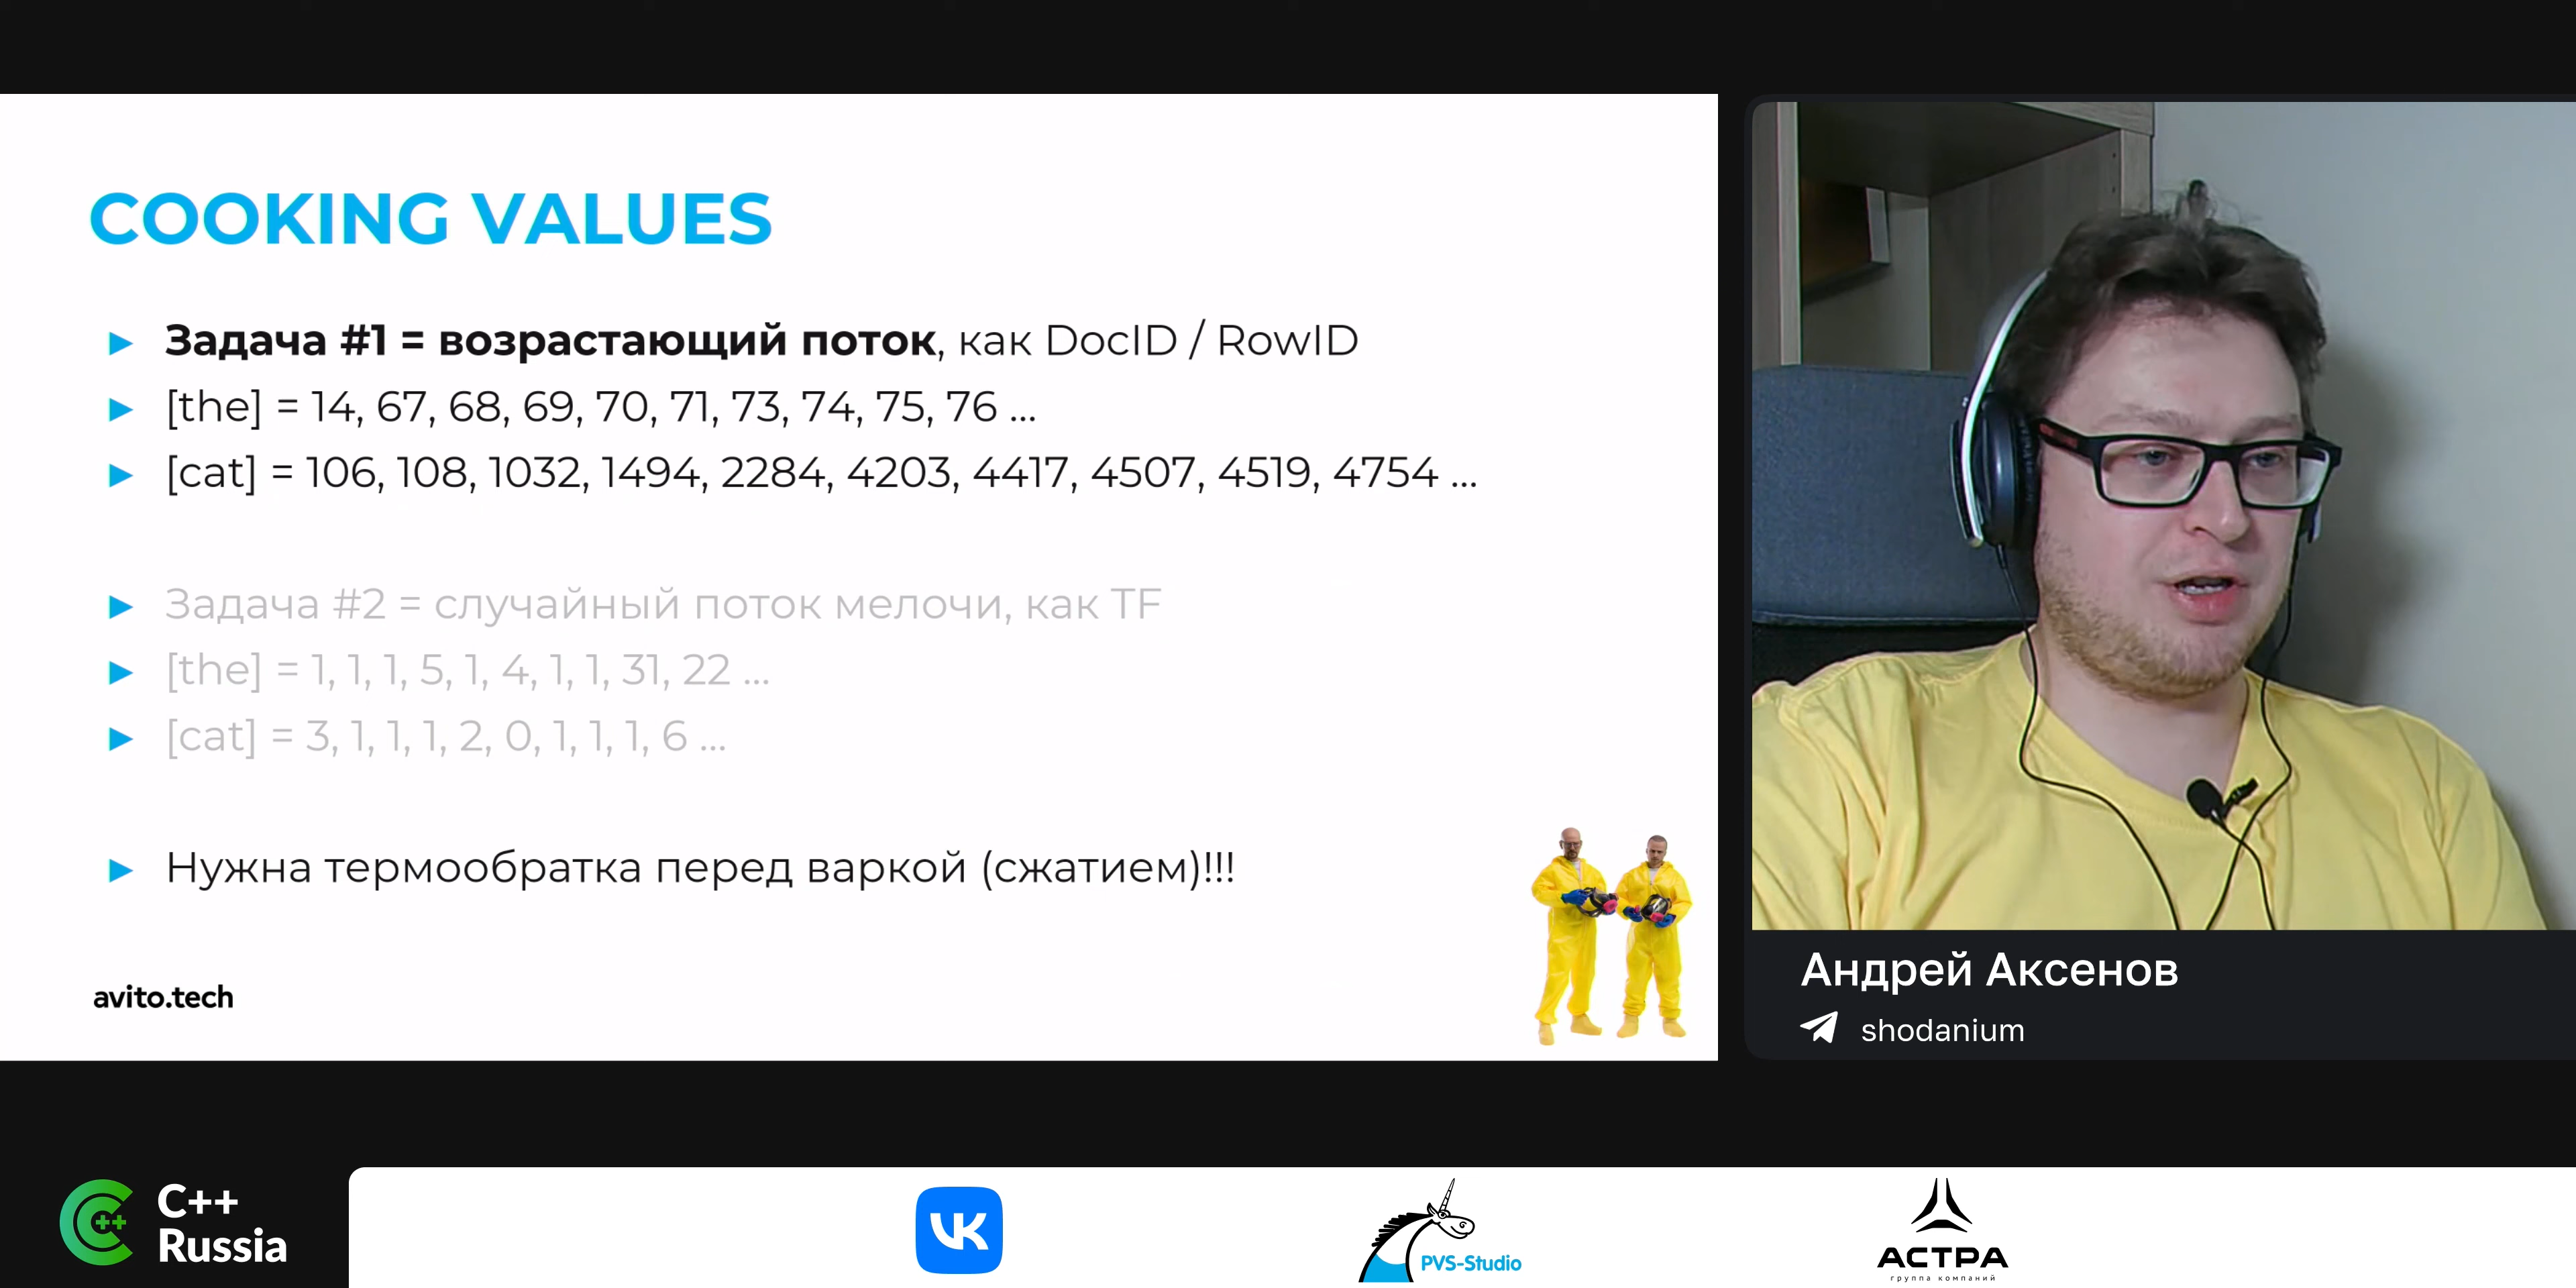 COOKING VALUES
Задача #1 = возрастающий поток, как DocID / RowID
[the] = 14, 67, 68, 69, 70, 71, 73, 74, 75, 76 ...
[cat] = 106, 108, 1032, 1494, 2284, 4203, 4417, 4507, 4519, 4754 ...
Задача #2 = случайный поток мелочи, как TF
[the] = 1, 1, 1, 5, 1, 4, 1, 1, 31, 22 ...
[cat] = 3, 1, 1, 1, 2, 0, 1, 1, 1, 6 ...
Нужна термообратка перед варкой (сжатием)!!!
avito.tech
Андрей Аксенов
shodanium
C++
Russia
VK
PVS-Studio
АСТРА
группа компаний